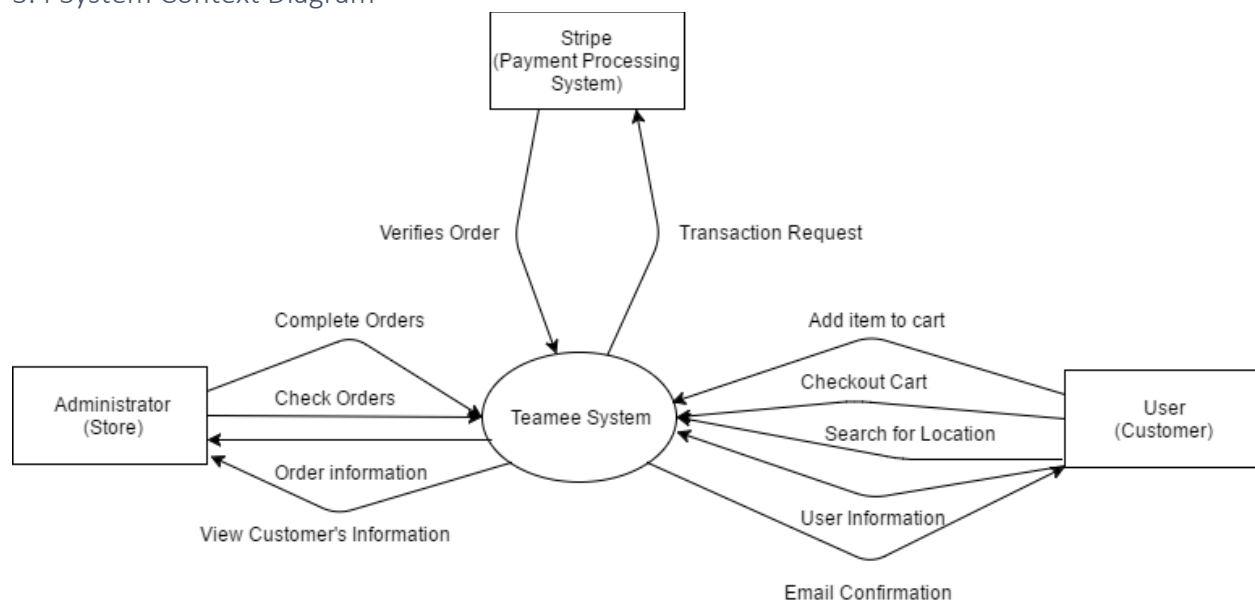 System Context Diagram
Stripe
(Payment Processing
System)
Verifies Order
Transaction Request
Complete Orders
Add item to cart
Checkout Cart
Check Orders
Administrator
(Store)
Teamee System
User
(Customer)
Search for Location
Order information
User Information
View Customer's Information
Email Confirmation